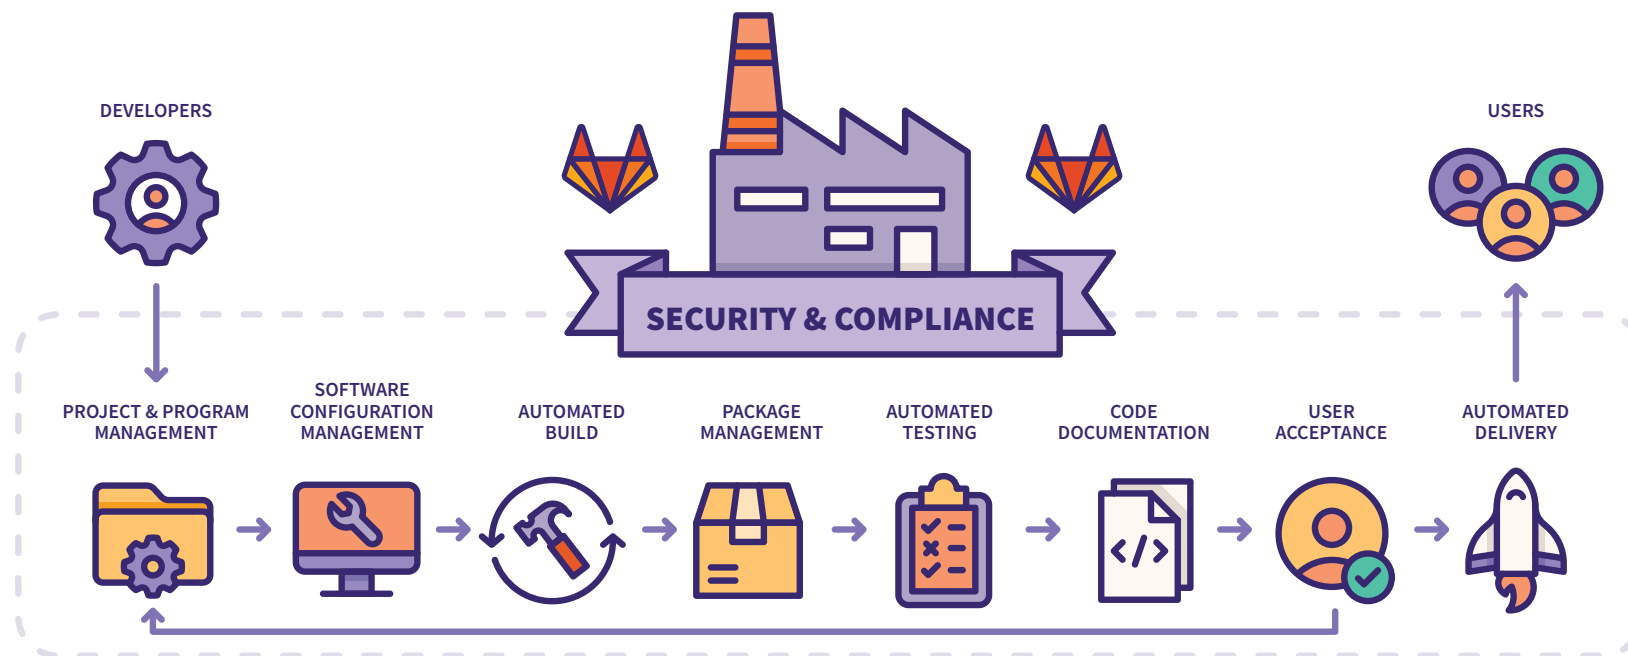 DEVELOPERS
USERS
SECURITY & COMPLIANCE
PROJECT & PROGRAM
MANAGEMENT
SOFTWARE
CONFIGURATION
MANAGEMENT
AUTOMATED
BUILD
PACKAGE
MANAGEMENT
AUTOMATED
TESTING
CODE
DOCUMENTATION
USER
ACCEPTANCE
AUTOMATED
DELIVERY